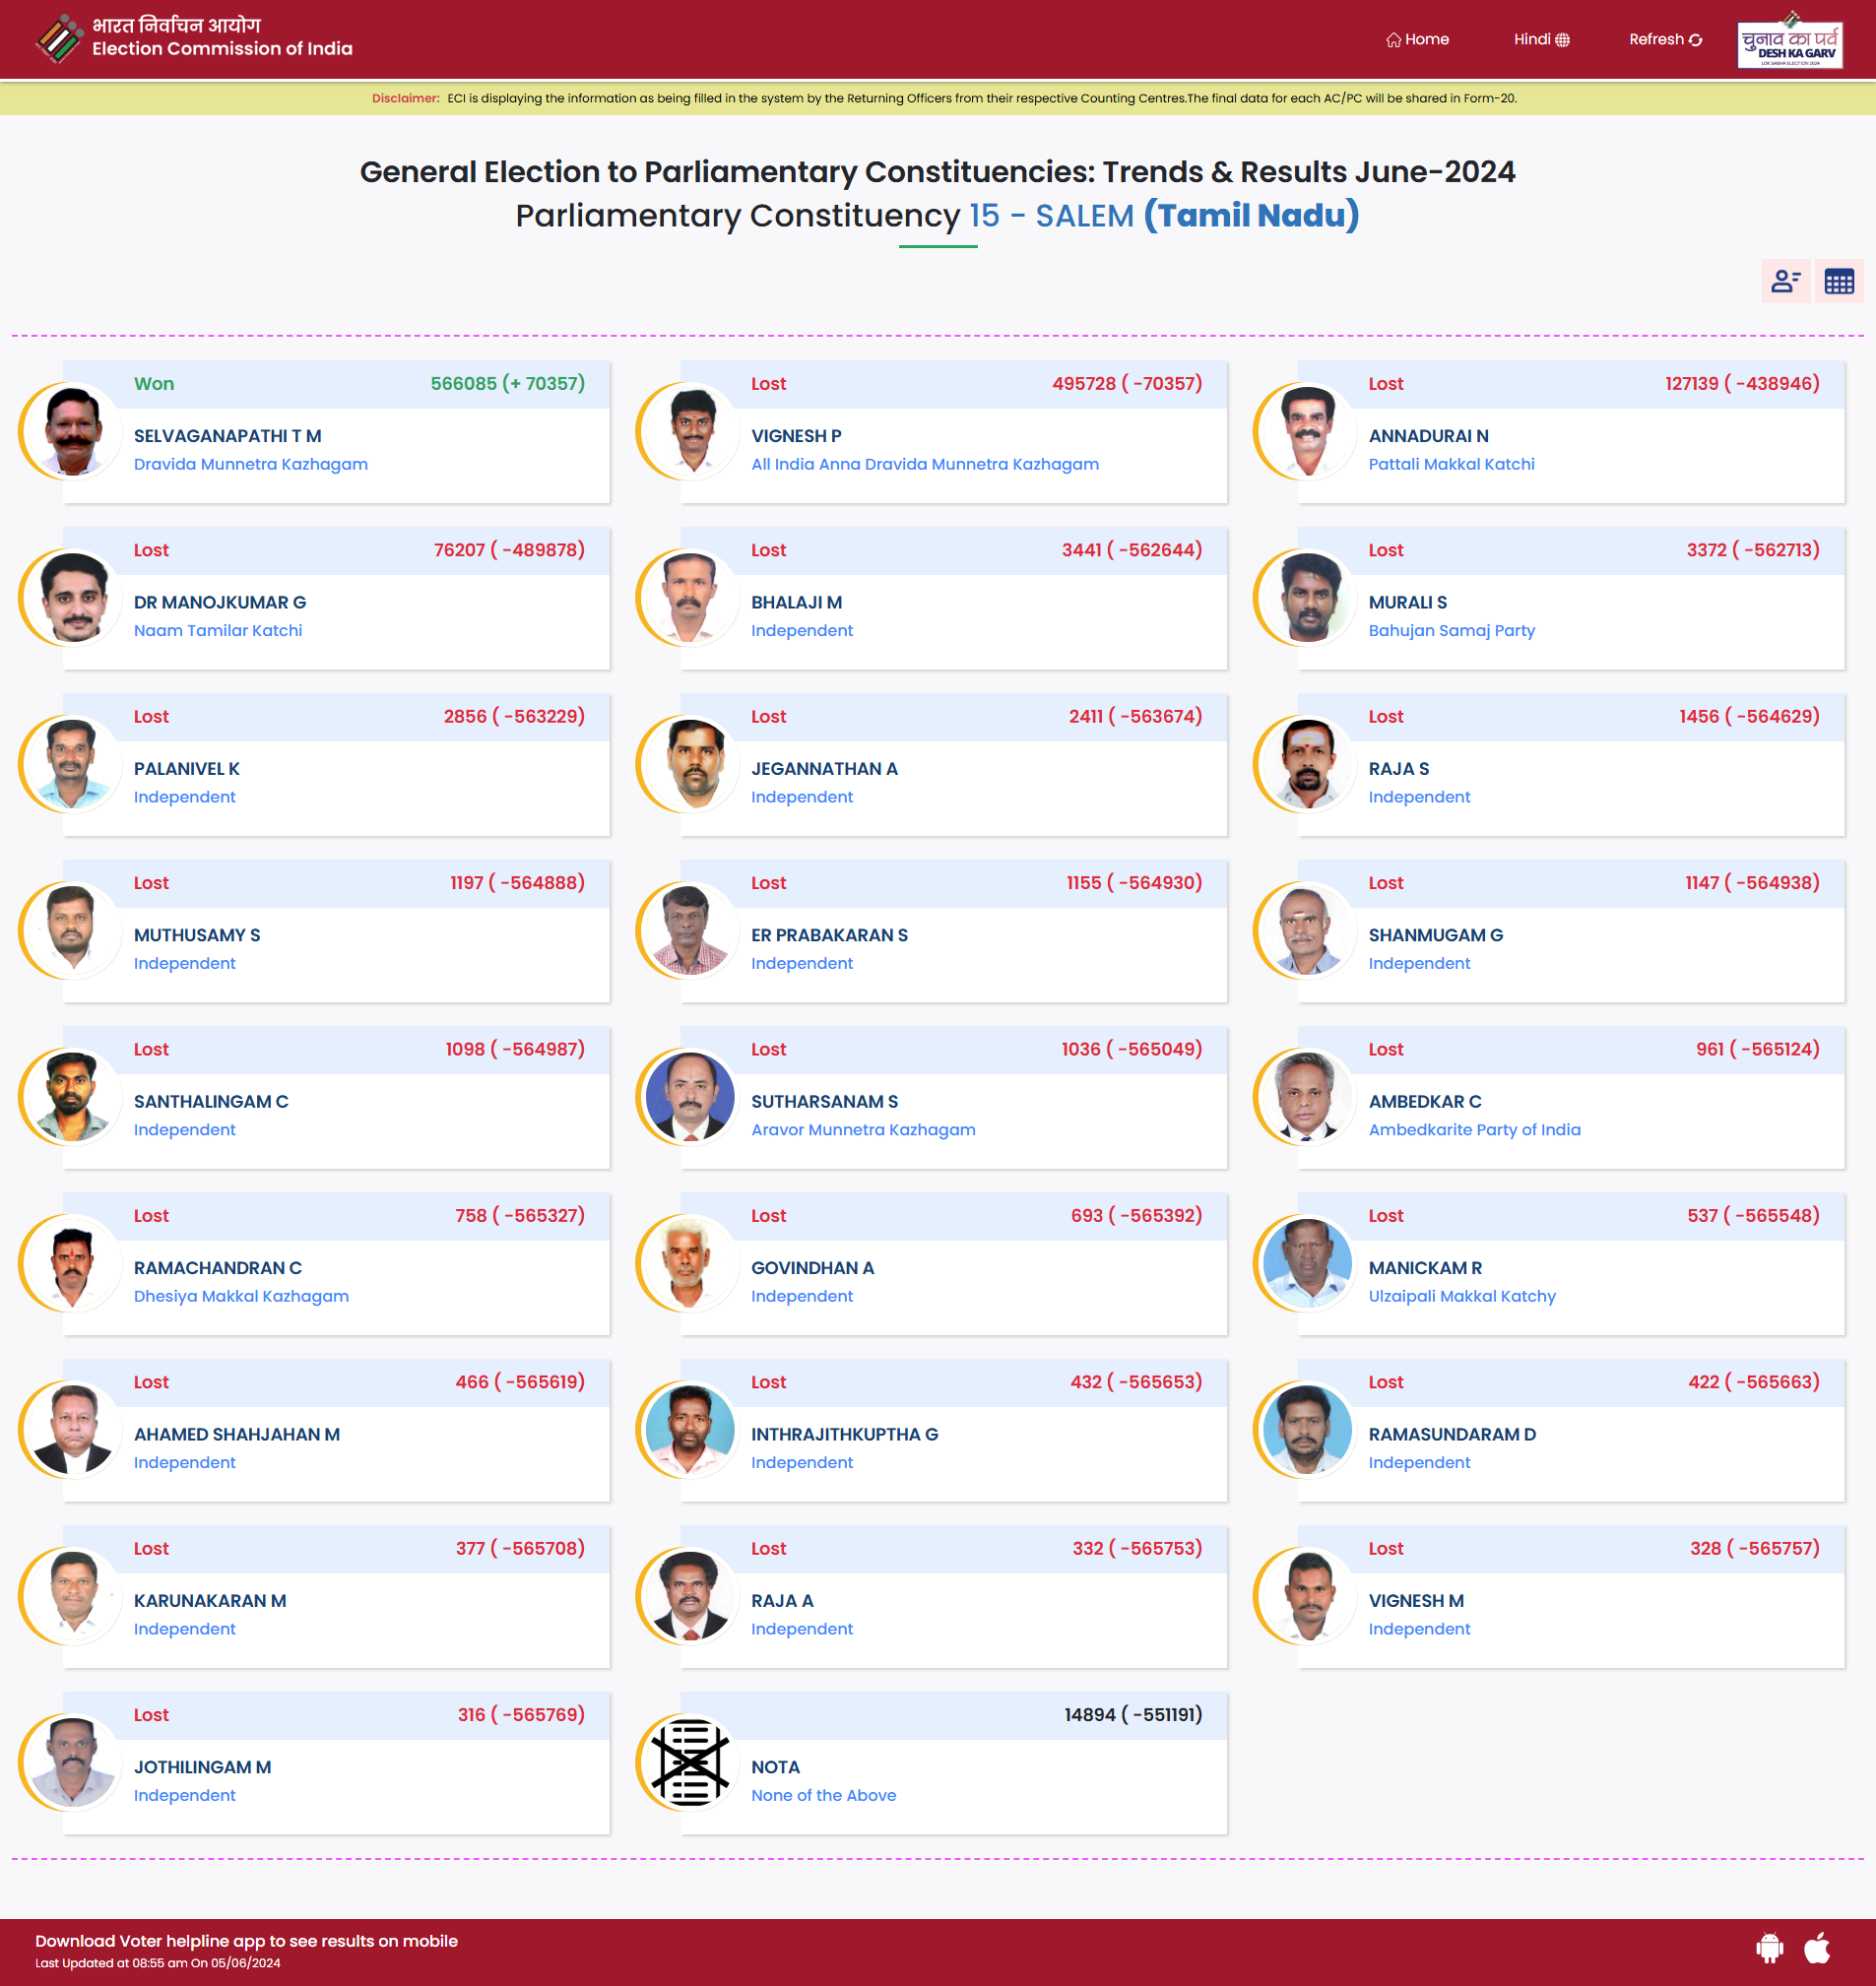 भारत निर्वाचन आयोग
Election Commission of India
Home
Hindi
Refresh
चुनाव का पर्व
DESH KA GARV
LOK SABHA ELECTION 2024
Disclaimer: ECI is displaying the information as being filled in the system by the Returning Officers from their respective Counting Centres.The final data for each AC/PC will be shared in Form-20.
General Election to Parliamentary Constituencies: Trends & Results June-2024
Parliamentary Constituency 15 - SALEM (Tamil Nadu)
Won 566085 (+ 70357)
SELVAGANAPATHI T M
Dravida Munnetra Kazhagam
Lost 495728 ( -70357)
VIGNESH P
All India Anna Dravida Munnetra Kazhagam
Lost 127139 ( -438946)
ANNADURAI N
Pattali Makkal Katchi
Lost 76207 ( -489878)
DR MANOJKUMAR G
Naam Tamilar Katchi
Lost 3441 ( -562644)
BHALAJI M
Independent
Lost 3372 ( -562713)
MURALI S
Bahujan Samaj Party
Lost 2856 ( -563229)
PALANIVEL K
Independent
Lost 2411 ( -563674)
JEGANNATHAN A
Independent
Lost 1456 ( -564629)
RAJA S
Independent
Lost 1197 ( -564888)
MUTHUSAMY S
Independent
Lost 1155 ( -564930)
ER PRABAKARAN S
Independent
Lost 1147 ( -564938)
SHANMUGAM G
Independent
Lost 1098 ( -564987)
SANTHALINGAM C
Independent
Lost 1036 ( -565049)
SUTHARSANAM S
Aravor Munnetra Kazhagam
Lost 961 ( -565124)
AMBEDKAR C
Ambedkarite Party of India
Lost 758 ( -565327)
RAMACHANDRAN C
Dhesiya Makkal Kazhagam
Lost 693 ( -565392)
GOVINDHAN A
Independent
Lost 537 ( -565548)
MANICKAM R
Ulzaipali Makkal Katchy
Lost 466 ( -565619)
AHAMED SHAHJAHAN M
Independent
Lost 432 ( -565653)
INTHRAJITHKUPTHA G
Independent
Lost 422 ( -565663)
RAMASUNDARAM D
Independent
Lost 377 ( -565708)
KARUNAKARAN M
Independent
Lost 332 ( -565753)
RAJA A
Independent
Lost 328 ( -565757)
VIGNESH M
Independent
Lost 316 ( -565769)
JOTHILINGAM M
Independent
14894 ( -551191)
NOTA
None of the Above
Download Voter helpline app to see results on mobile
Last Updated at 08:55 am On 05/06/2024